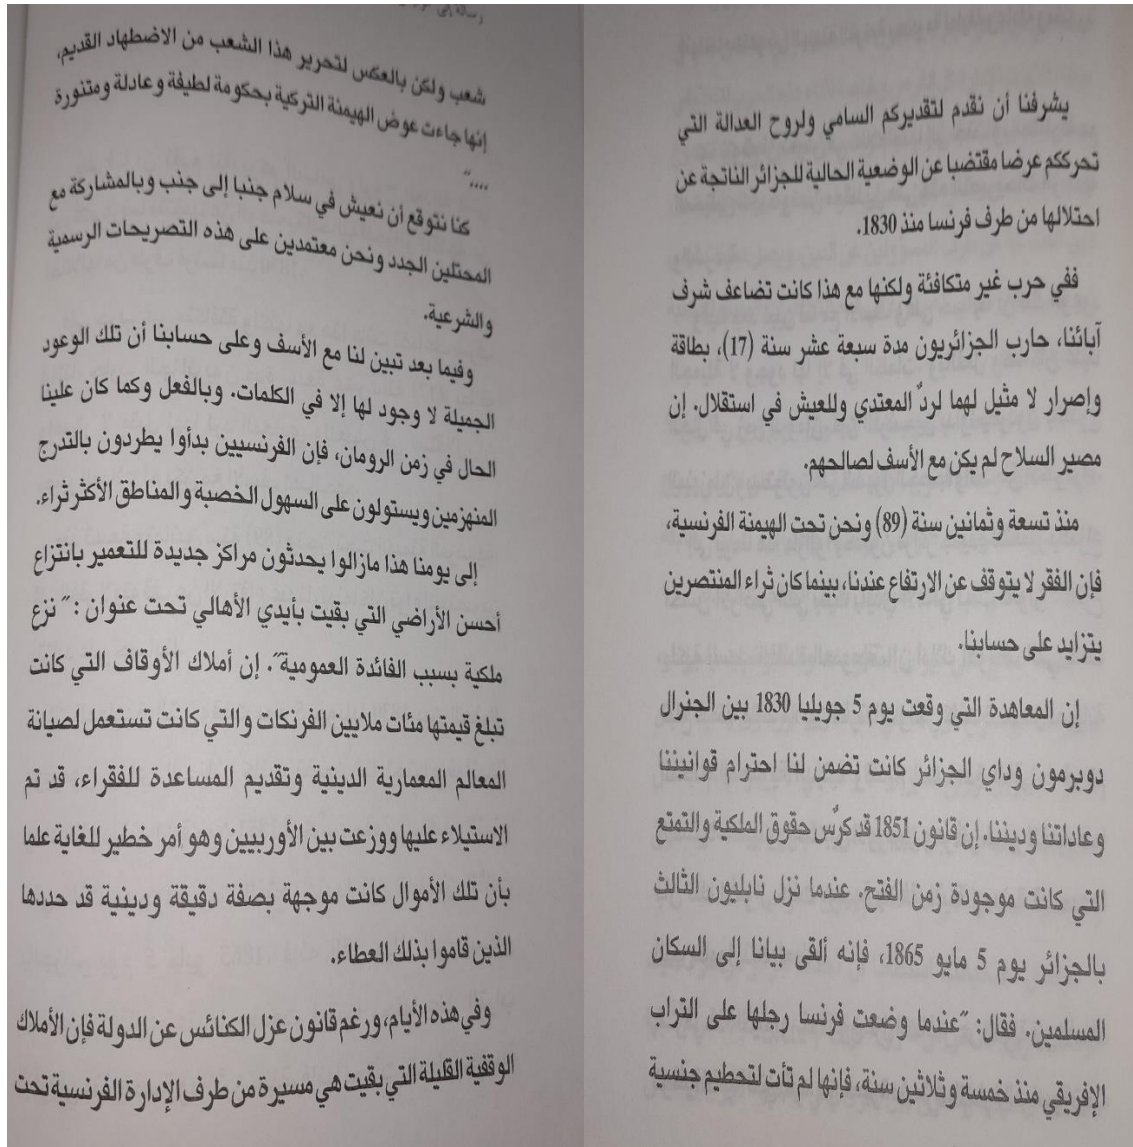 يشرفنا أن نقدم لتقديركم السامي ولروح العدالة التي
تحرككم عرضا مقتضبا عن الوضعية الحالية للجزائر الناتجة عن
احتلالها من طرف فرنسا منذ 1830.
ففي حرب غير متكافئة ولكنها مع هذا كانت تضاعف شرف
آبائنا، حارب الجزائريون مدة سبعة عشر سنة (17)، بطاقة
وإصرار لا مثيل لهما لردٌ المعتدي وللعيش في استقلال. إن
مصير السلاح لم يكن مع الأسف لصالحهم.
منذ تسعة وثمانين سنة (89) ونحن تحت الهيمنة الفرنسية،
فإن الفقر لا يتوقف عن الارتفاع عندنا، بينما كان ثراء المنتصرين
يتزايد على حسابنا.
إن المعاهدة التي وقعت يوم 5 جويليا 1830 بين الجنرال
دوبرمون وداي الجزائر كانت تضمن لنا احترام قوانيننا
وعاداتنا وديننا. إن قانون 1851 قد كرٌس حقوق الملكية والتمتع
التي كانت موجودة زمن الفتح. عندما نزل نابليون الثالث
بالجزائر يوم 5 مايو 1865، فإنه ألقى بيانا إلى السكان
المسلمين. فقال: "عندما وضعت فرنسا رجلها على التراب
الإفريقي منذ خمسة وثلاثين سنة، فإنها لم تأت لتحطيم جنسية
رسالة إلى
شعب ولكن بالعكس لتحرير هذا الشعب من الاضطهاد القديم،
إنها جاءت عوض الهيمنة التركية بحكومة لطيفة وعادلة ومتنورة
...."
كنا نتوقع أن نعيش في سلام جنبا إلى جنب وبالمشاركة مع
المحتلين الجدد ونحن معتمدين على هذه التصريحات الرسمية
والشرعية.
وفيما بعد تبين لنا مع الأسف وعلى حسابنا أن تلك الوعود
الجميلة لا وجود لها إلا في الكلمات. وبالفعل وكما كان علينا
الحال في زمن الرومان، فإن الفرنسيين بدأوا يطردون بالتدرج
المنهزمين ويستولون على السهول الخصبة والمناطق الأكثر ثراء.
إلى يومنا هذا مازالوا يحدثون مراكز جديدة للتعمير بانتزاع
أحسن الأراضي التي بقيت بأيدي الأهالي تحت عنوان : " نزع
ملكية بسبب الفائدة العمومية". إن أملاك الأوقاف التي كانت
تبلغ قيمتها مئات ملايين الفرنكات والتي كانت تستعمل لصيانة
المعالم المعمارية الدينية وتقديم المساعدة للفقراء، قد تم
الاستيلاء عليها ووزعت بين الأوربيين وهو أمر خطير للغاية علما
بأن تلك الأموال كانت موجهة بصفة دقيقة ودينية قد حددها
الذين قاموا بذلك العطاء.
وفي هذه الأيام، ورغم قانون عزل الكنائس عن الدولة فإن الأملاك
الوقفية القليلة التي بقيت هي مسيرة من طرف الإدارة الفرنسية تحت